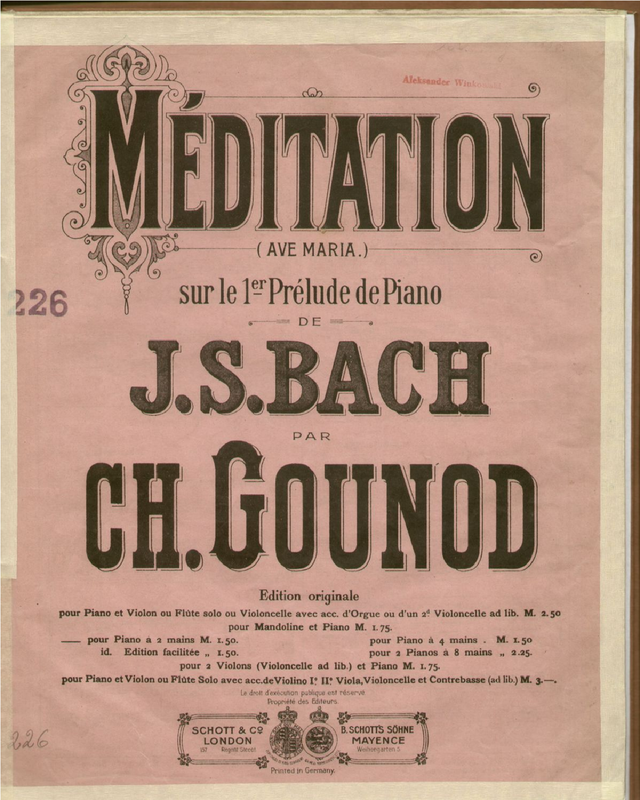 Aleksander
MÉDITATION
(AVE MARIA.)
sur le 1er Prélude de Piano
226
DE
J.S.BACH
PAR
CH. GOUNOD
Edition originale
pour Piano et Violon ou Flûte solo ou Violoncelle avec acc. d'Orgue ou d'un 2d Violoncelle ad lib. M. 2.50
pour Mandoline et Piano M. 1.75.
pour Piano à 2 mains M. 1.50. pour Piano à 4 mains . M. 1.50
id. Edition facilitée „ 1.50. pour 2 Pianos à 8 mains „ 2.25.
pour 2 Violons (Violoncelle ad lib.) et Piano M. 1.75.
pour Piano et Violon ou Flûte Solo avec acc. de Violino Io IIo Viola, Violoncelle et Contrebasse (ad lib.) M. 3.—.
Le droit d'exécution publique est réservé
Propriété des Editeurs.
SCHOTT & Co
LONDON
157 Regent Street
B. SCHOTT'S SÖHNE
MAYENCE
Weihergarten 5
Printed in Germany.
226